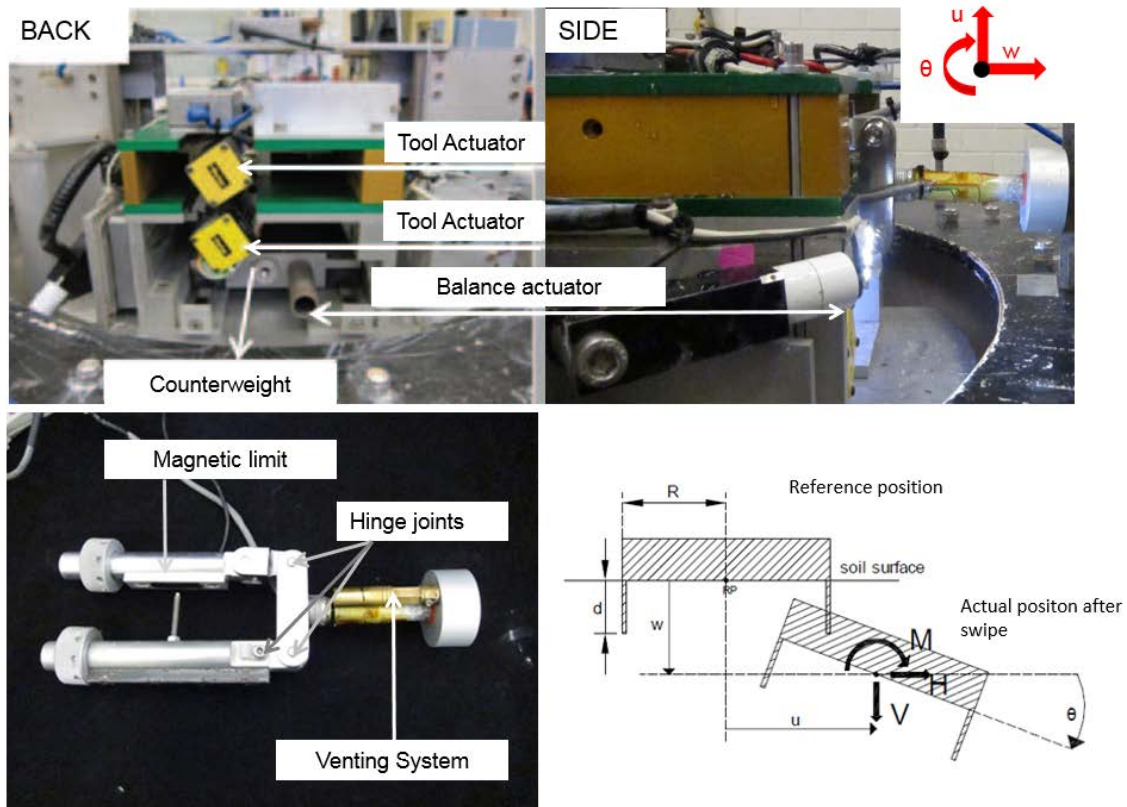 BACK
SIDE
u
w
θ
Tool Actuator
Tool Actuator
Balance actuator
Counterweight
Magnetic limit
Hinge joints
Venting System
R
Reference position
soil surface
RP
d
w
Actual positon after
swipe
M
H
V
u
θ